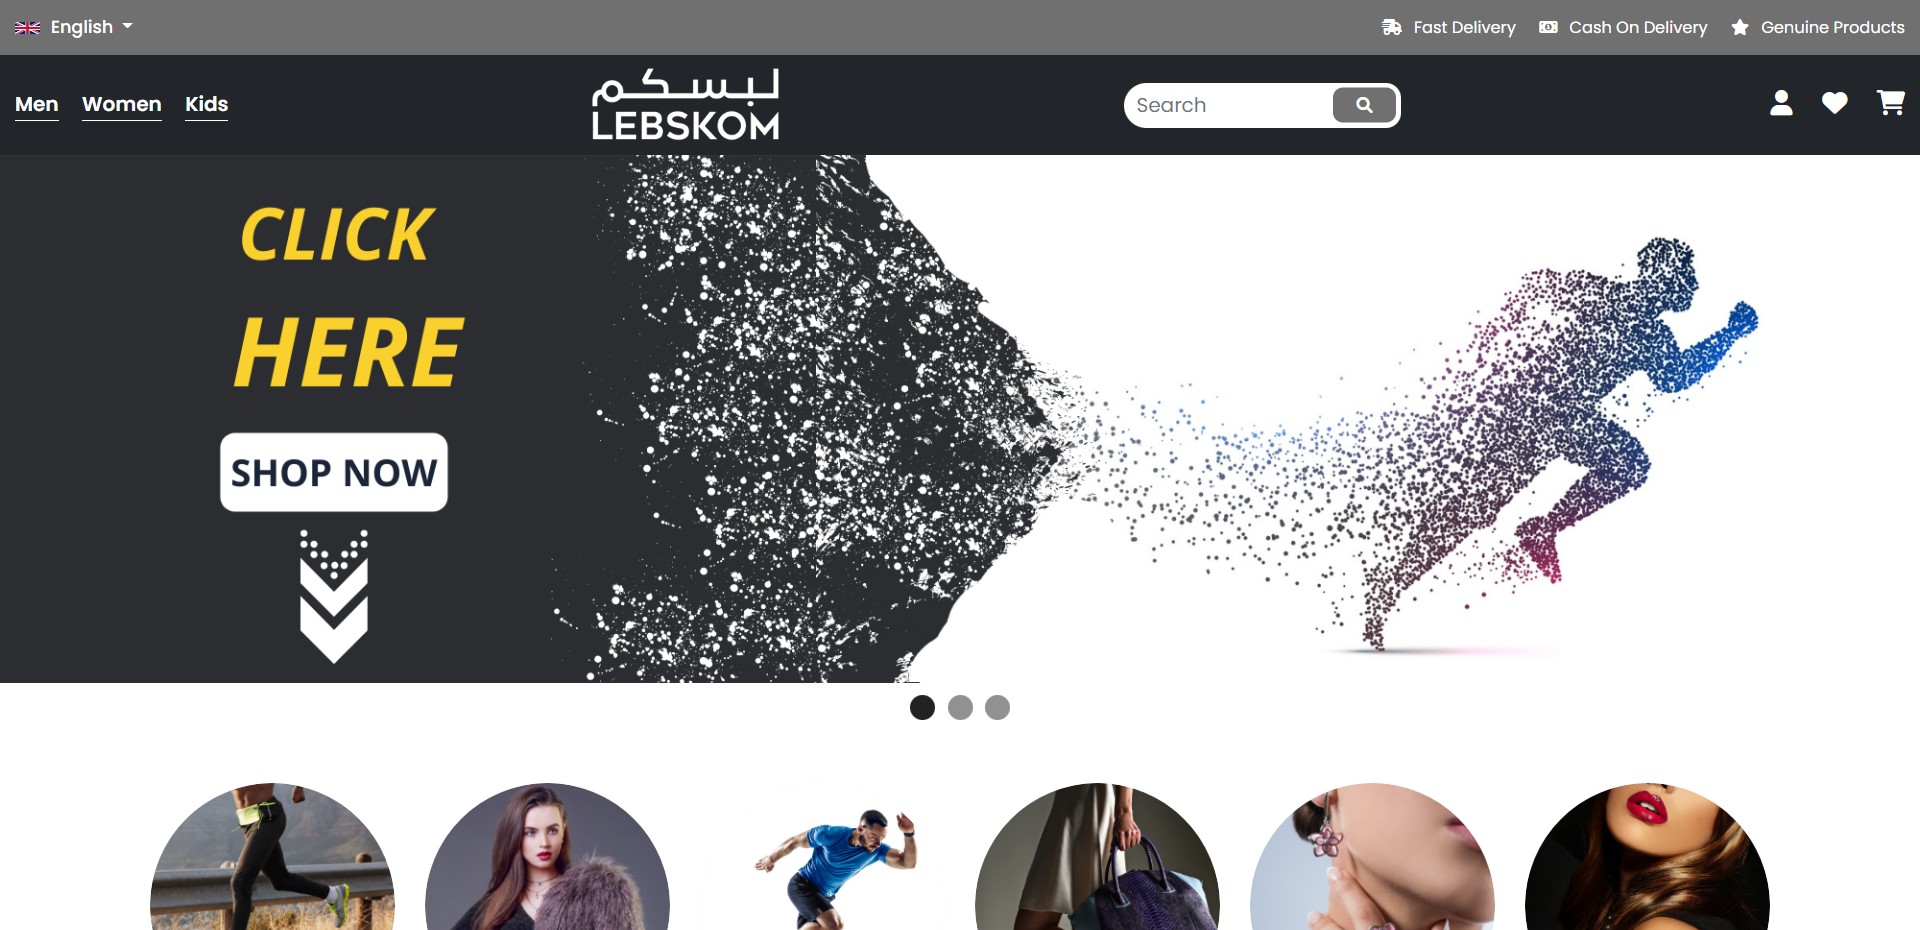 English
Fast Delivery
Cash On Delivery
Genuine Products
Men
Women
Kids
لبسكم
LEBSKOM
Search
CLICK
HERE
SHOP NOW